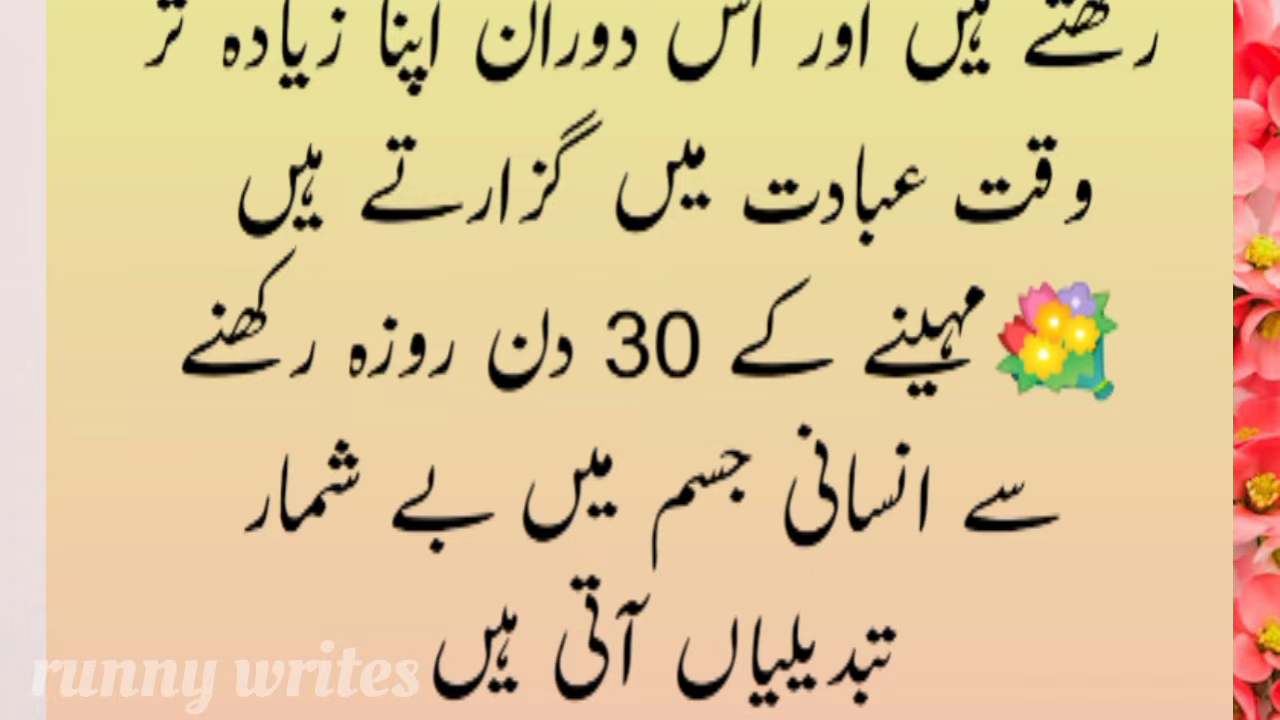 رکھتے ہیں اور اس دوران اپنا زیادہ تر
وقت عبادت میں گزارتے ہیں
💐مہینے کے 30 دن روزہ رکھنے
سے انسانی جسم میں بے شمار
تبدیلیاں آتی ہیں
runny writes